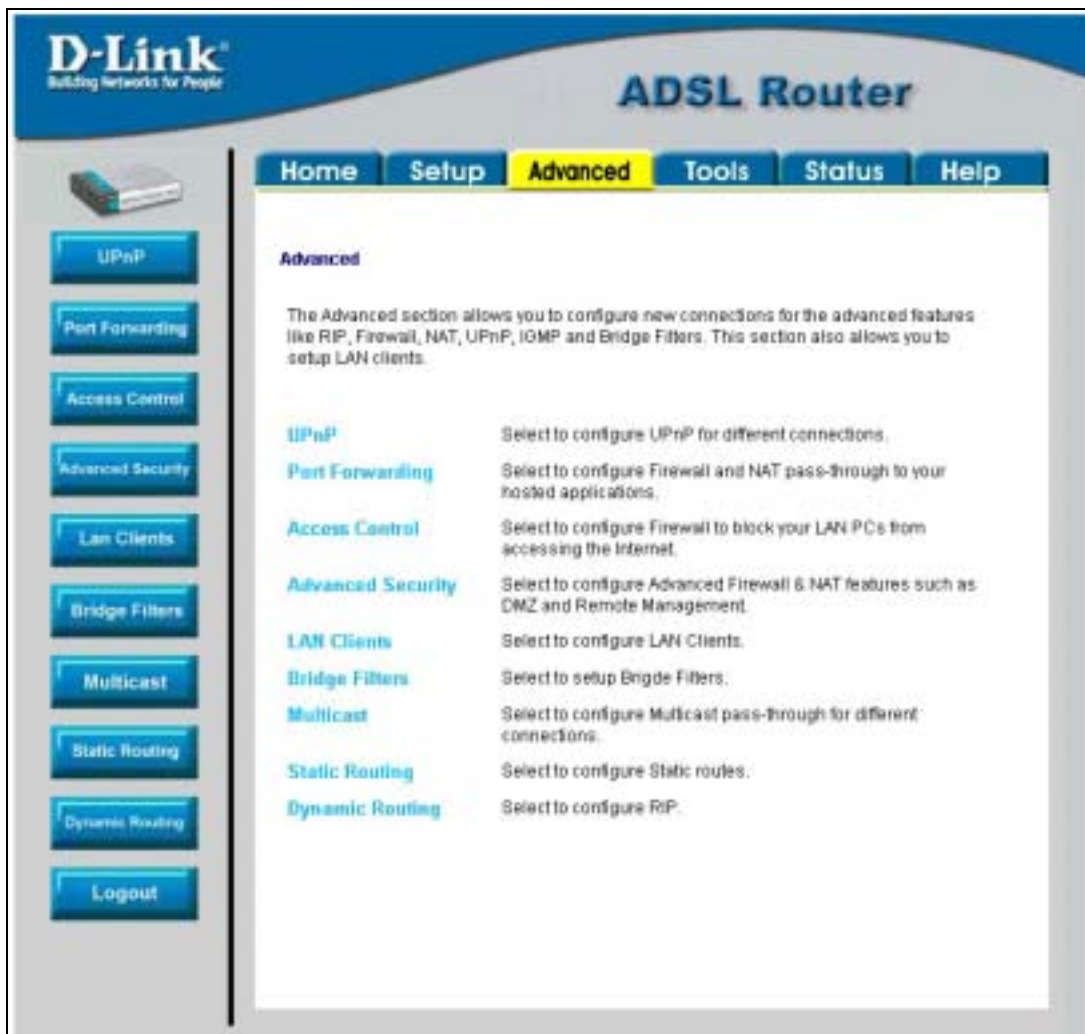 D-Link
Building Networks for People
ADSL Router
Home
Setup
Advanced
Tools
Status
Help
UPnP
Port Forwarding
Access Control
Advanced Security
Lan Clients
Bridge Filters
Multicast
Static Routing
Dynamic Routing
Logout
Advanced
The Advanced section allows you to configure new connections for the advanced features
like RIP, Firewall, NAT, UPnP, IGMP and Bridge Filters. This section also allows you to
setup LAN clients.
UPnP
Select to configure UPnP for different connections.
Port Forwarding
Select to configure Firewall and NAT pass-through to your
hosted applications.
Access Control
Select to configure Firewall to block your LAN PCs from
accessing the Internet.
Advanced Security
Select to configure Advanced Firewall & NAT features such as
DMZ and Remote Management.
LAN Clients
Select to configure LAN Clients.
Bridge Filters
Select to setup Brigde Filters.
Multicast
Select to configure Multicast pass-through for different
connections.
Static Routing
Select to configure Static routes.
Dynamic Routing
Select to configure RIP.